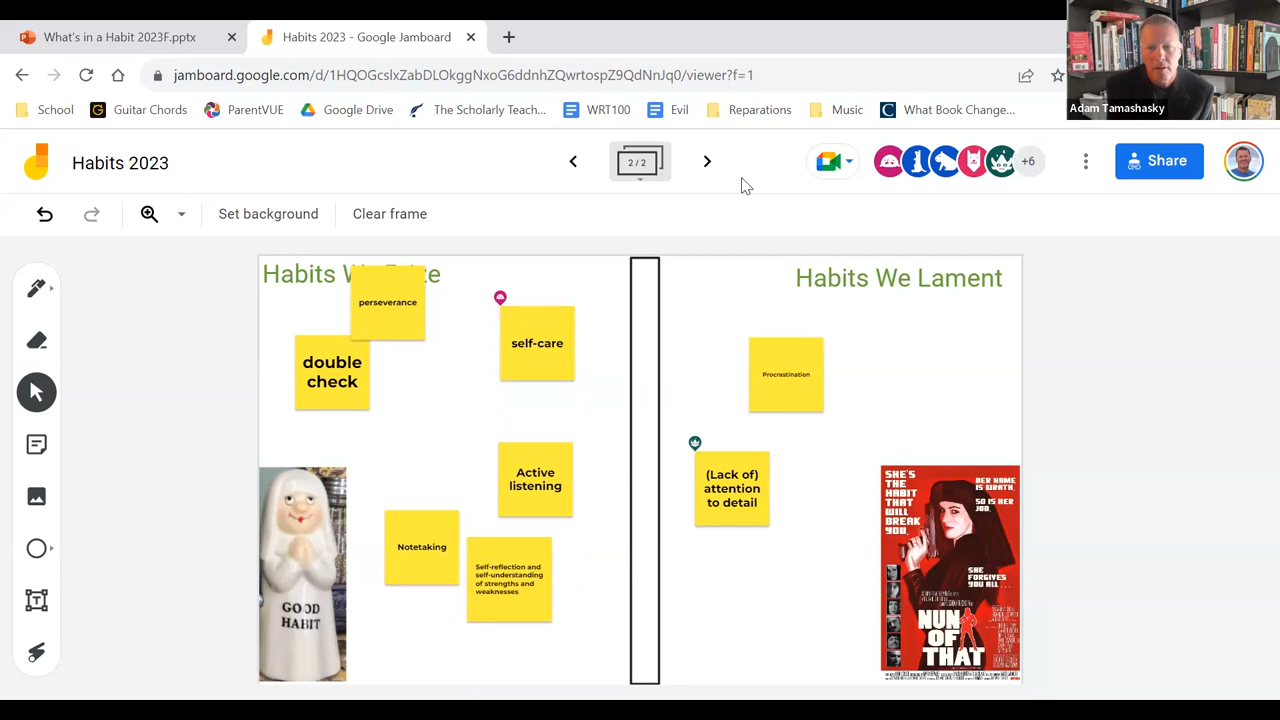 What's in a Habit 2023F.pptx
Habits 2023 - Google Jamboard
jamboard.google.com/d/1HQOGcslxZabDLOkggNxoG6ddnhZQwrtospZ9QdNnJq0/viewer?f=1
Adam Tamashasky
School
Guitar Chords
ParentVUE
Google Drive
The Scholarly Teach...
WRT100
Evil
Reparations
Music
What Book Change...
Habits 2023
2 / 2
+6
Share
Set background
Clear frame
Habits We
ze
Habits We Lament
perseverance
double
check
self-care
Active
listening
Notetaking
Self-reflection and
self-understanding
of strengths and
weaknesses
GOOD
HABIT
Procrastination
(Lack of)
attention
to detail
SHE'S
THE
HABIT
THAT
WILL
BREAK
YOU.
HER NAME
IS WRATH.
SO IS HER
JOB.
SHE
FORGIVES
YOU ALL...
NUN
OF
THAT